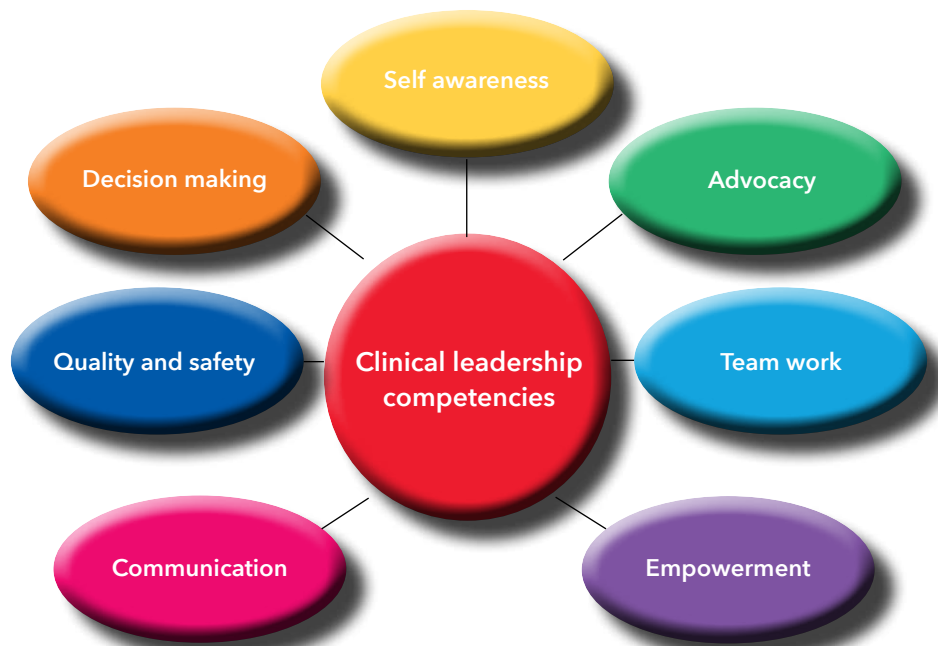 Self awareness
Decision making
Advocacy
Quality and safety
Clinical leadership
competencies
Team work
Communication
Empowerment